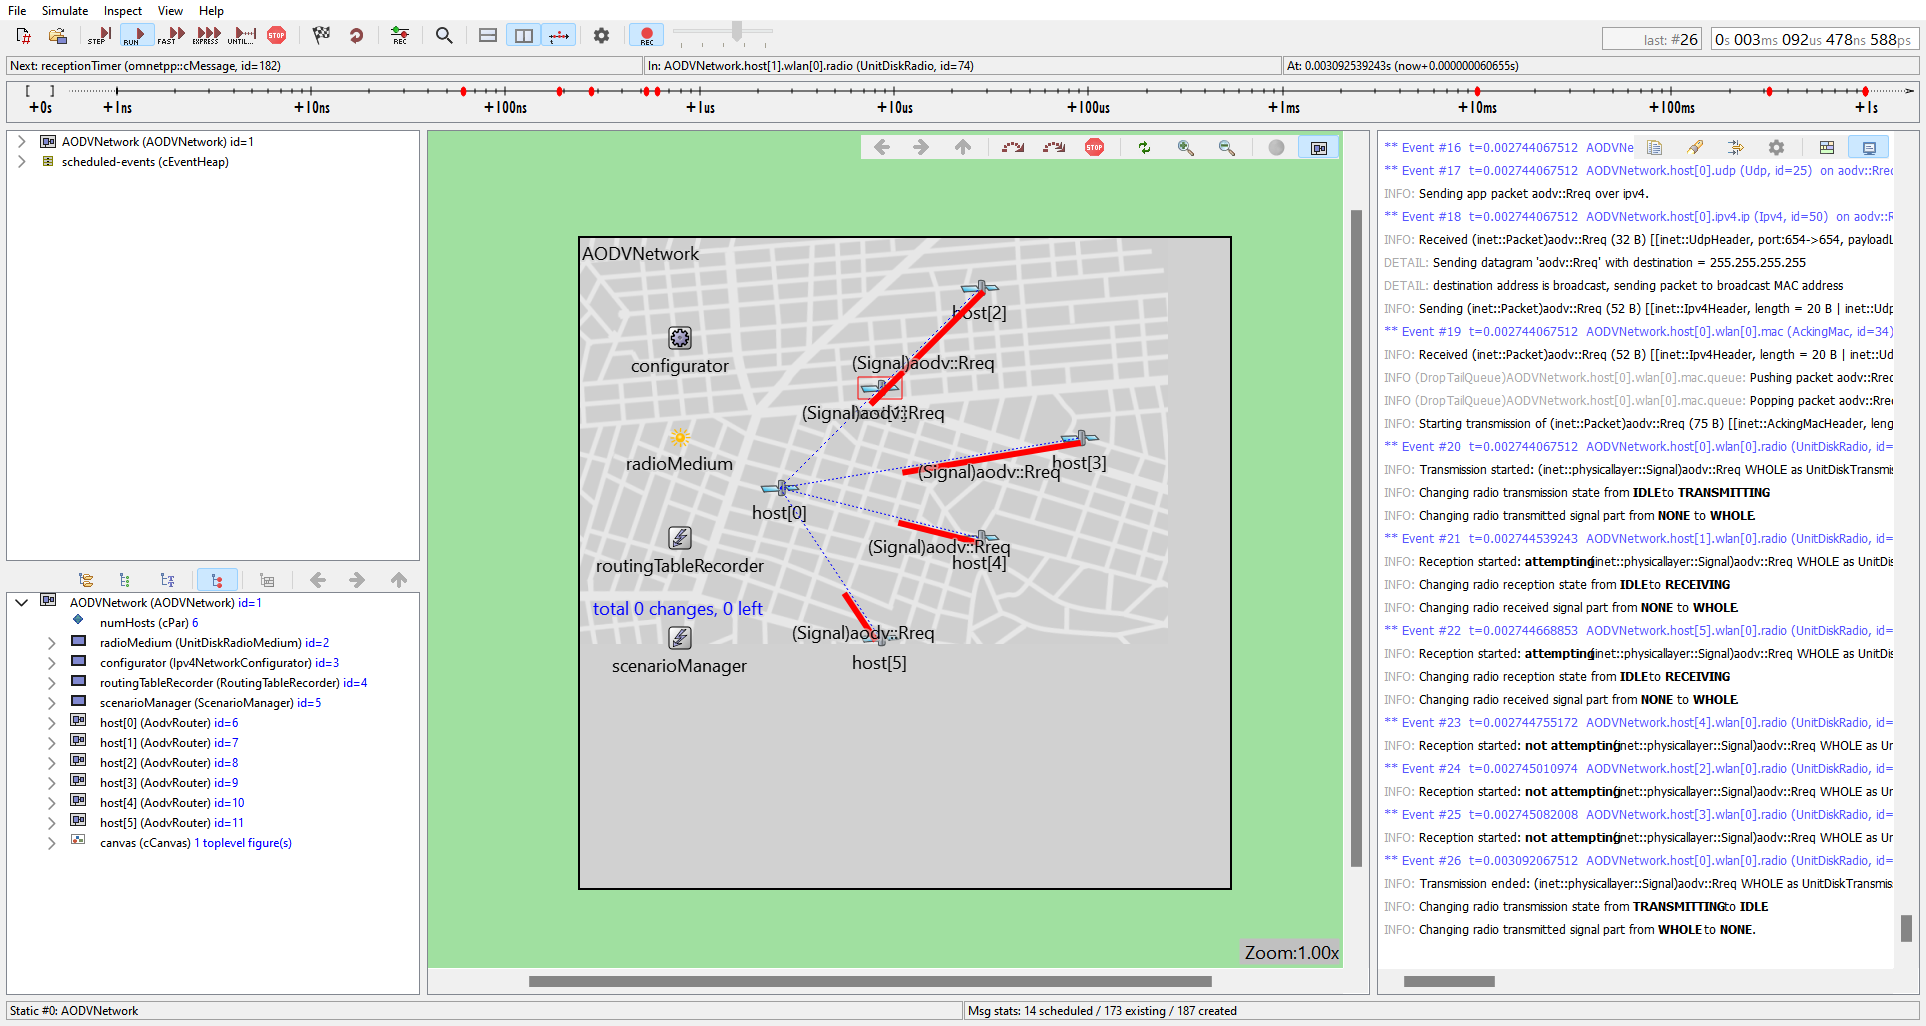 File Simulate Inspect View Help
STEP RUN FAST EXPRESS UNTIL... STOP REC REC
last: #26 0s 003ms 092us 478ns 588ps
Next: receptionTimer (omnetpp::cMessage, id=182) In: AODVNetwork.host[1].wlan[0].radio (UnitDiskRadio, id=74) At: 0.003092539243s (now+0.000000060655s)
+0s +1ns +10ns +100ns +1us +10us +100us +1ms +10ms +100ms +1s
AODVNetwork (AODVNetwork) id=1
scheduled-events (cEventHeap)
AODVNetwork (AODVNetwork) id=1
numHosts (cPar) 6
radioMedium (UnitDiskRadioMedium) id=2
configurator (Ipv4NetworkConfigurator) id=3
routingTableRecorder (RoutingTableRecorder) id=4
scenarioManager (ScenarioManager) id=5
host[0] (AodvRouter) id=6
host[1] (AodvRouter) id=7
host[2] (AodvRouter) id=8
host[3] (AodvRouter) id=9
host[4] (AodvRouter) id=10
host[5] (AodvRouter) id=11
canvas (cCanvas) 1 toplevel figure(s)
STOP
AODVNetwork
host[2]
configurator
(Signal)aodv::Rreq
(Signal)aodv::Rreq
radioMedium
host[3]
(Signal)aodv::Rreq
host[0]
(Signal)aodv::Rreq
host[4]
routingTableRecorder
total 0 changes, 0 left
(Signal)aodv::Rreq
host[5]
scenarioManager
Zoom:1.00x
** Event #16 t=0.002744067512 AODVNe
** Event #17 t=0.002744067512 AODVNetwork.host[0].udp (Udp, id=25) on aodv::Rrec
INFO: Sending app packet aodv::Rreq over ipv4.
** Event #18 t=0.002744067512 AODVNetwork.host[0].ipv4.ip (Ipv4, id=50) on aodv::R
INFO: Received (inet::Packet)aodv::Rreq (32 B) [[inet::UdpHeader, port:654->654, payloadL
DETAIL: Sending datagram 'aodv::Rreq' with destination = 255.255.255.255
DETAIL: destination address is broadcast, sending packet to broadcast MAC address
INFO: Sending (inet::Packet)aodv::Rreq (52 B) [[inet::Ipv4Header, length = 20 B | inet::Udp
** Event #19 t=0.002744067512 AODVNetwork.host[0].wlan[0].mac (AckingMac, id=34)
INFO: Received (inet::Packet)aodv::Rreq (52 B) [[inet::Ipv4Header, length = 20 B | inet::Ud
INFO (DropTailQueue)AODVNetwork.host[0].wlan[0].mac.queue: Pushing packet aodv::Rrec
INFO (DropTailQueue)AODVNetwork.host[0].wlan[0].mac.queue: Popping packet aodv::Rre
INFO: Starting transmission of (inet::Packet)aodv::Rreq (75 B) [[inet::AckingMacHeader, leng
** Event #20 t=0.002744067512 AODVNetwork.host[0].wlan[0].radio (UnitDiskRadio, id=
INFO: Transmission started: (inet::physicallayer::Signal)aodv::Rreq WHOLE as UnitDiskTransmis
INFO: Changing radio transmission state from IDLE to TRANSMITTING
INFO: Changing radio transmitted signal part from NONE to WHOLE.
** Event #21 t=0.002744539243 AODVNetwork.host[1].wlan[0].radio (UnitDiskRadio, id=
INFO: Reception started: attempting (inet::physicallayer::Signal)aodv::Rreq WHOLE as UnitDis
INFO: Changing radio reception state from IDLE to RECEIVING
INFO: Changing radio received signal part from NONE to WHOLE.
** Event #22 t=0.002744668853 AODVNetwork.host[5].wlan[0].radio (UnitDiskRadio, id=
INFO: Reception started: attempting (inet::physicallayer::Signal)aodv::Rreq WHOLE as UnitDis
INFO: Changing radio reception state from IDLE to RECEIVING
INFO: Changing radio received signal part from NONE to WHOLE.
** Event #23 t=0.002744755172 AODVNetwork.host[4].wlan[0].radio (UnitDiskRadio, id=
INFO: Reception started: not attempting (inet::physicallayer::Signal)aodv::Rreq WHOLE as Un
** Event #24 t=0.002745010974 AODVNetwork.host[2].wlan[0].radio (UnitDiskRadio, id=
INFO: Reception started: not attempting (inet::physicallayer::Signal)aodv::Rreq WHOLE as Un
** Event #25 t=0.002745082008 AODVNetwork.host[3].wlan[0].radio (UnitDiskRadio, id=
INFO: Reception started: not attempting (inet::physicallayer::Signal)aodv::Rreq WHOLE as Un
** Event #26 t=0.003092067512 AODVNetwork.host[0].wlan[0].radio (UnitDiskRadio, id=
INFO: Transmission ended: (inet::physicallayer::Signal)aodv::Rreq WHOLE as UnitDiskTransmis
INFO: Changing radio transmission state from TRANSMITTING to IDLE
INFO: Changing radio transmitted signal part from WHOLE to NONE.
Static #0: AODVNetwork Msg stats: 14 scheduled / 173 existing / 187 created